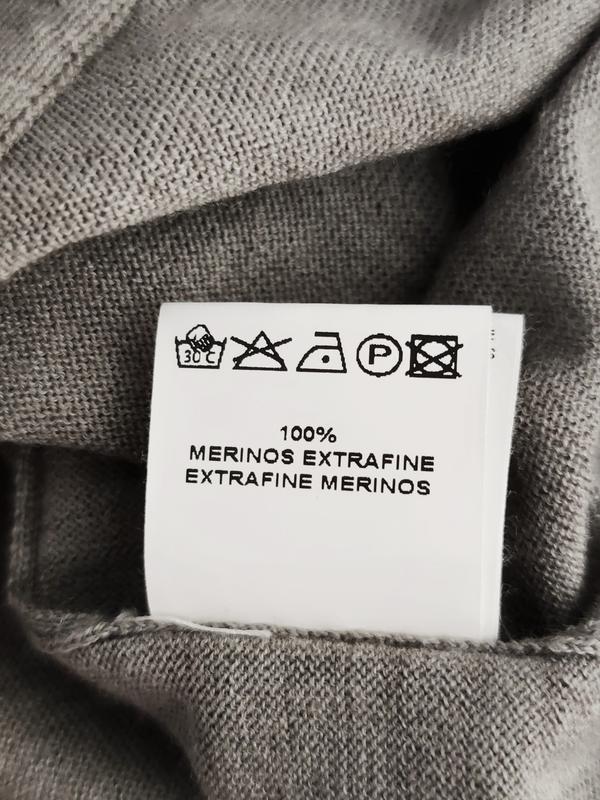 30 C
P
100%
MERINOS EXTRAFINE
EXTRAFINE MERINOS